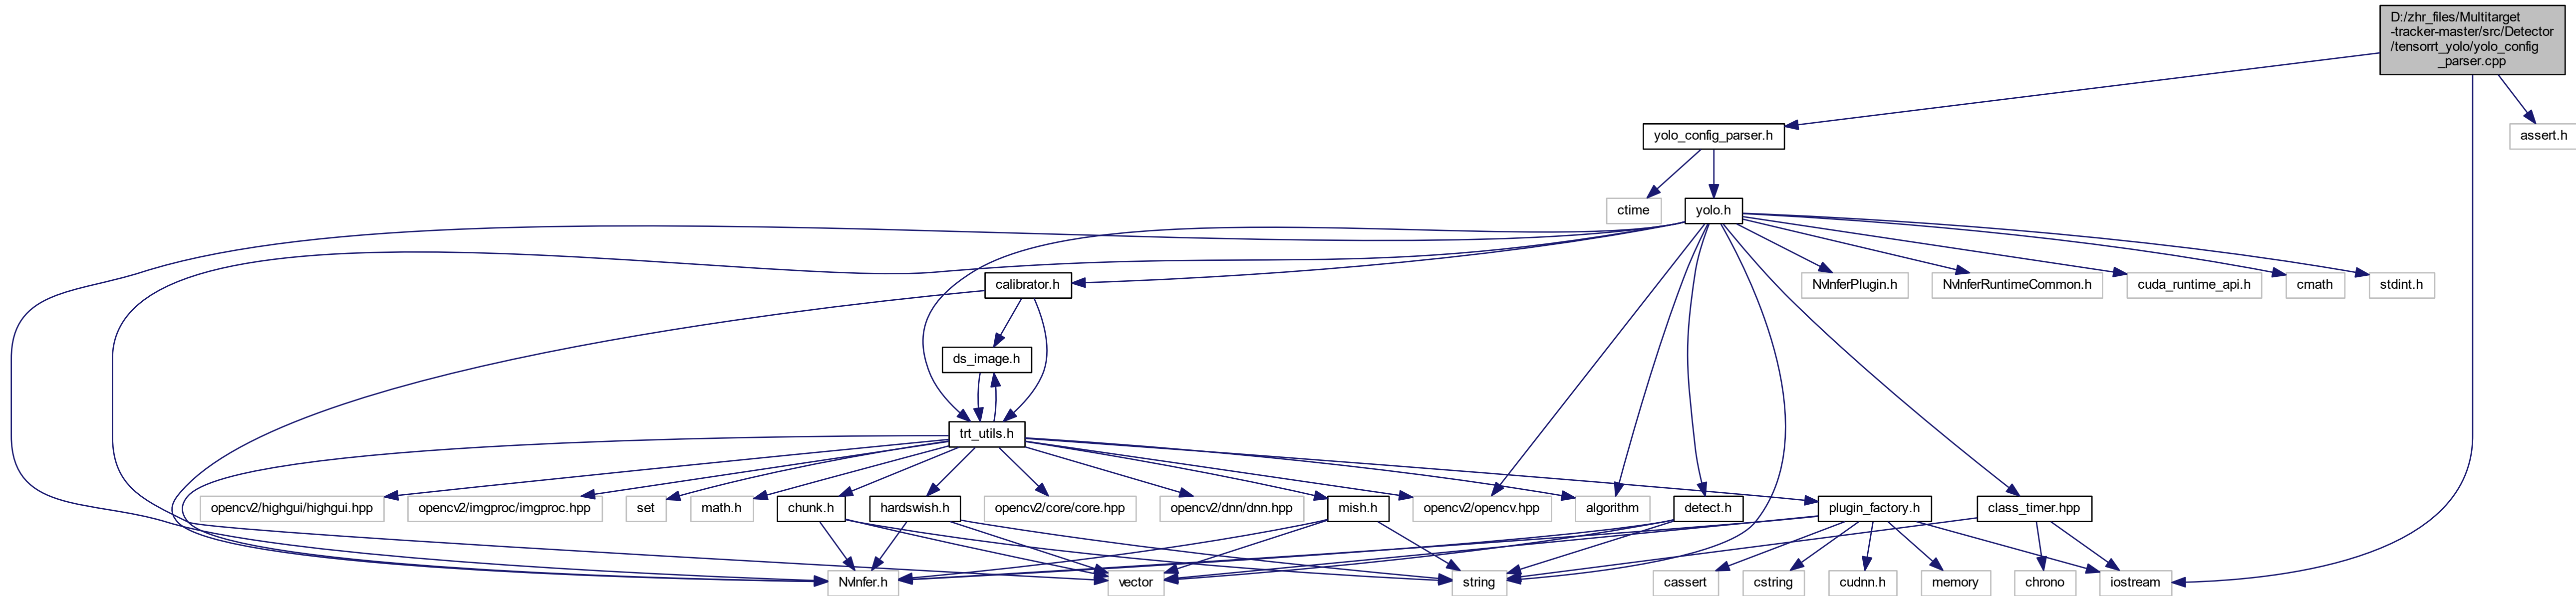 D:/zhr_files/Multitarget
-tracker-master/src/Detector
/tensorrt_yolo/yolo_config
_parser.cpp
yolo_config_parser.h
assert.h
ctime
yolo.h
calibrator.h
NvInferPlugin.h
NvInferRuntimeCommon.h
cuda_runtime_api.h
cmath
stdint.h
ds_image.h
trt_utils.h
opencv2/highgui/highgui.hpp
opencv2/imgproc/imgproc.hpp
set
math.h
chunk.h
hardswish.h
opencv2/core/core.hpp
opencv2/dnn/dnn.hpp
mish.h
opencv2/opencv.hpp
algorithm
detect.h
plugin_factory.h
class_timer.hpp
NvInfer.h
vector
string
cassert
cstring
cudnn.h
memory
chrono
iostream